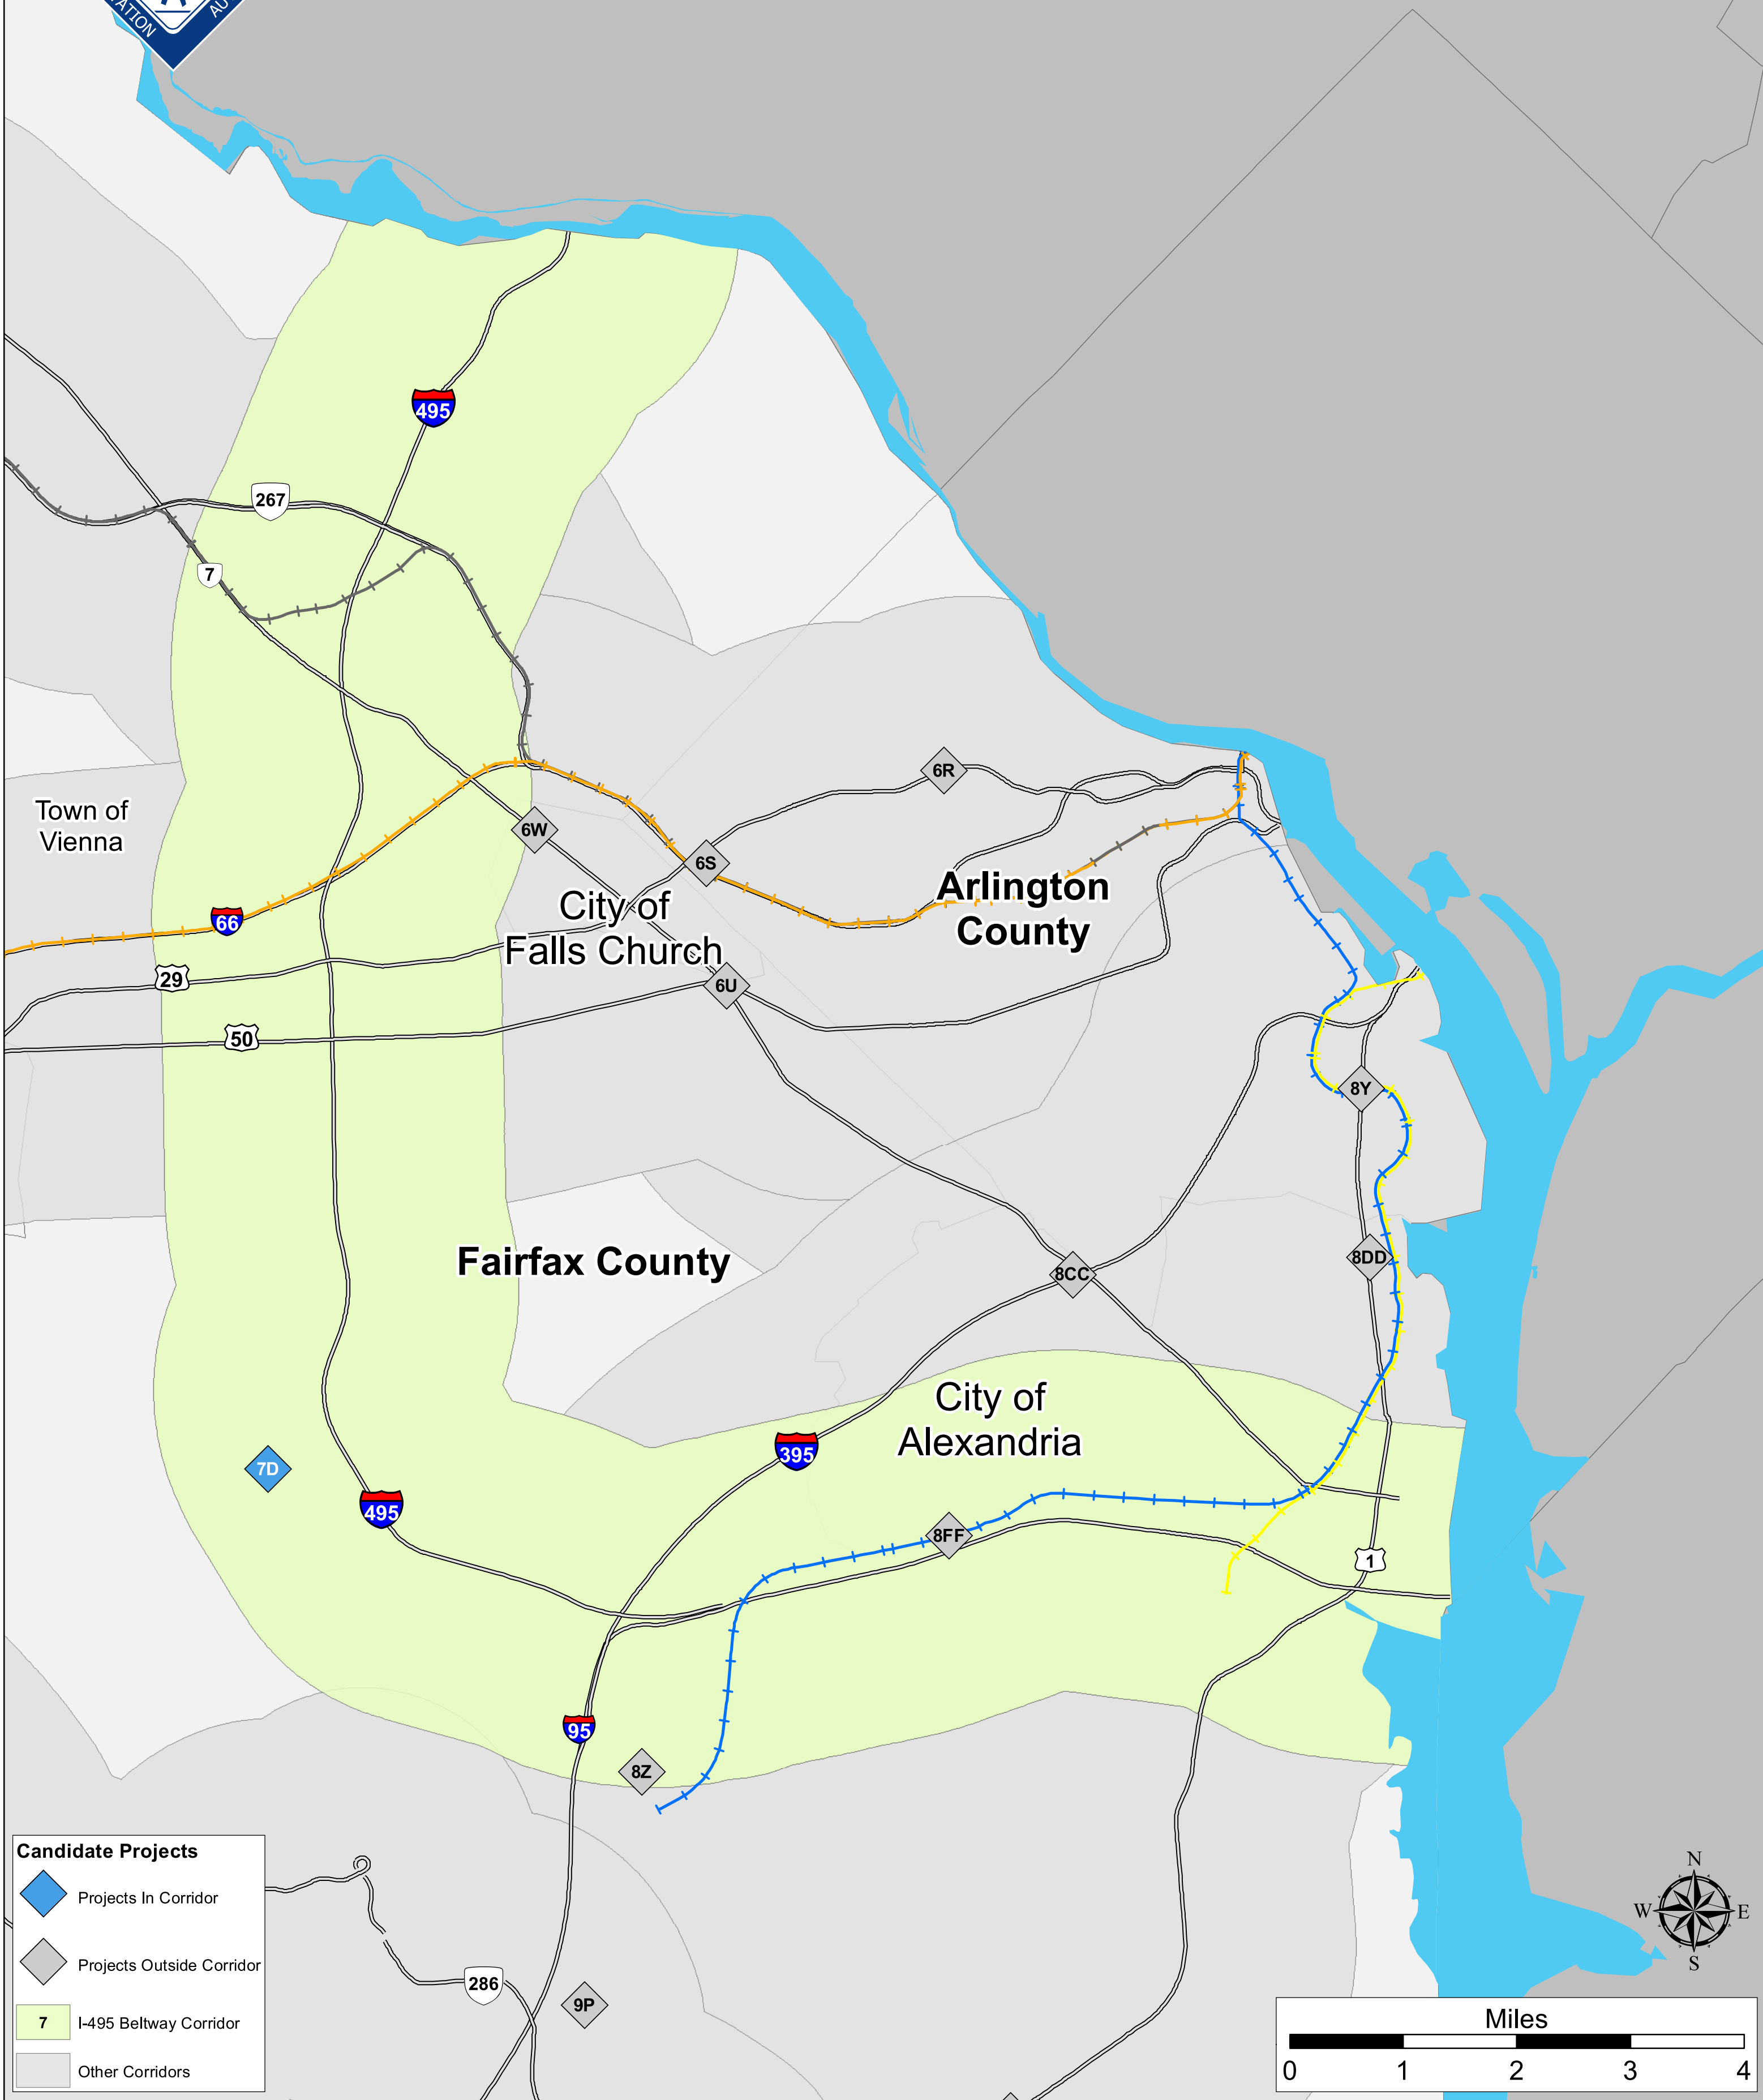 ATION AU
495
267
7
6R
Town of
Vienna
6W
6S
Arlington
County
City of
Falls Church
66
29
6U
50
8Y
Fairfax County
8CC
8DD
City of
Alexandria
395
7D
495
8FF
1
95
8Z
Candidate Projects
Projects In Corridor
Projects Outside Corridor
7 I-495 Beltway Corridor
Other Corridors
286
9P
N
W E
S
Miles
0 1 2 3 4